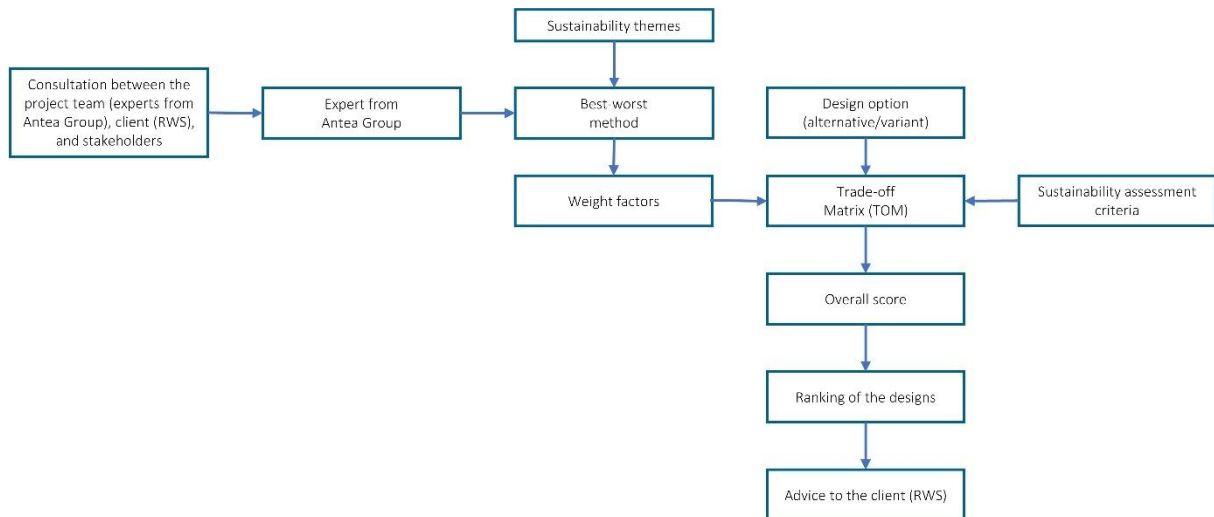 Sustainability themes
Consultation between the
project team (experts from
Antea Group), client (RWS),
and stakeholders
Expert from
Antea Group
Best-worst
method
Design option
(alternative/variant)
Weight factors
Trade-off
Matrix (TOM)
Sustainability assessment
criteria
Overall score
Ranking of the designs
Advice to the client (RWS)